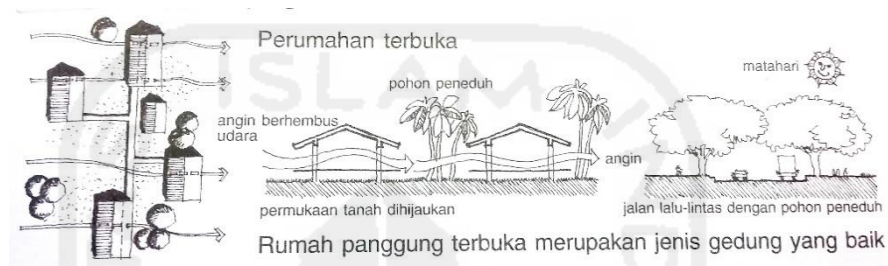 Perumahan terbuka
matahari
pohon peneduh
angin berhembus
udara
angin
permukaan tanah dihijaukan
jalan lalu-lintas dengan pohon peneduh
Rumah panggung terbuka merupakan jenis gedung yang baik
ISLAM